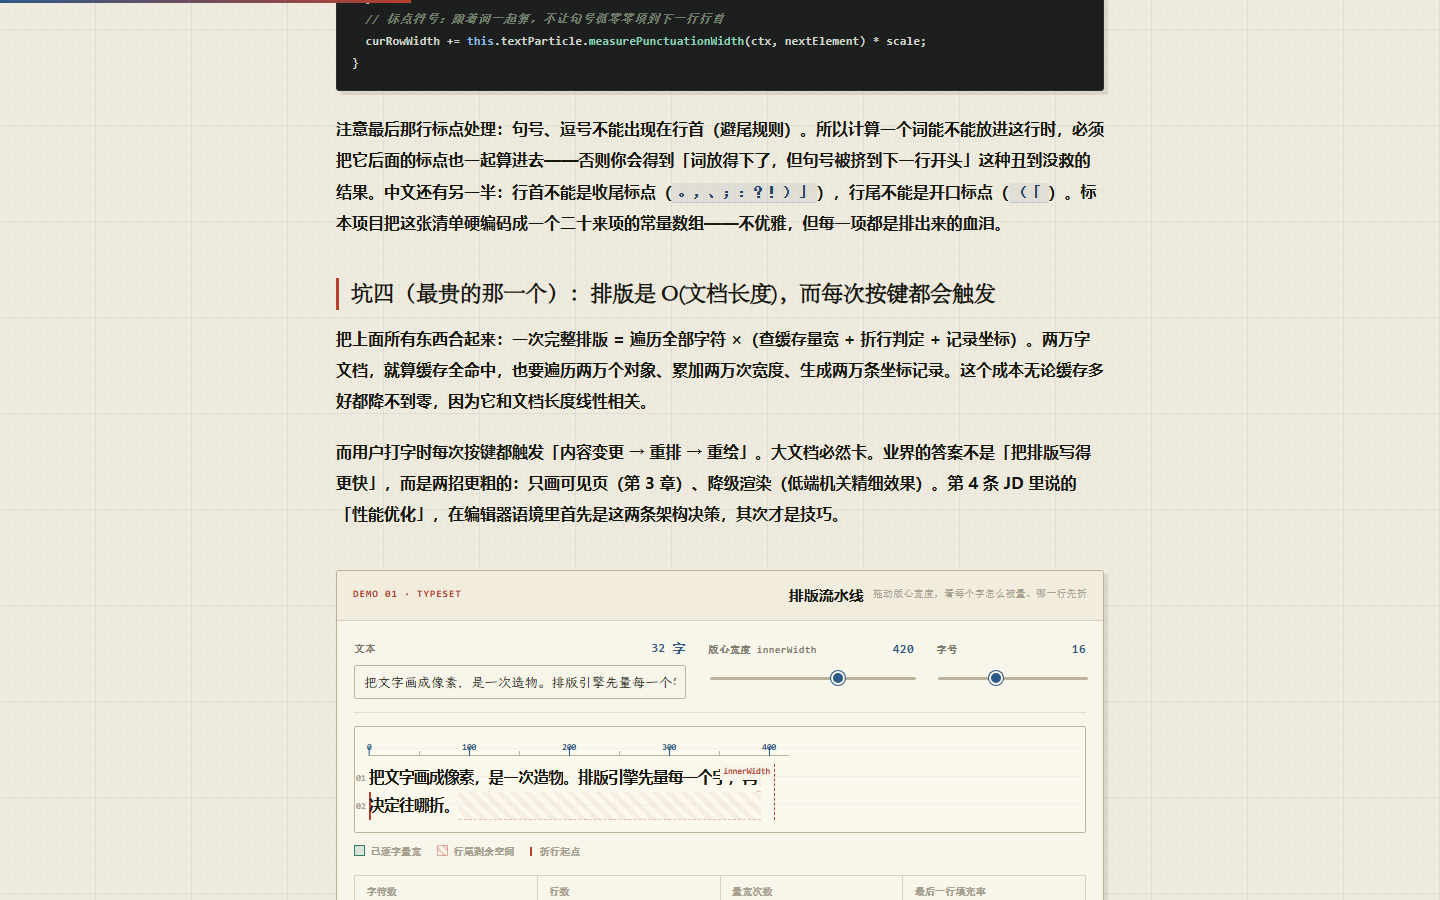 // 标点符号：跟着词一起算，不让句号孤零零顶到下一行行首
curRowWidth += this.textParticle.measurePunctuationWidth(ctx, nextElement) * scale;
}
注意最后那行标点处理：句号、逗号不能出现在行首（避尾规则）。所以计算一个词能不能放进这行时，必须
把它后面的标点也一起算进去——否则你会得到「词放得下了，但句号被挤到下一行开头」这种丑到没救的
结果。中文还有另一半：行首不能是收尾标点（。，、；：？！）」），行尾不能是开口标点（（「）。标
本项目把这张清单硬编码成一个二十来项的常量数组——不优雅，但每一项都是排出来的血泪。
坑四（最贵的那一个）：排版是 O(文档长度)，而每次按键都会触发
把上面所有东西合起来：一次完整排版 = 遍历全部字符 ×（查缓存量宽 + 折行判定 + 记录坐标）。两万字
文档，就算缓存全命中，也要遍历两万个对象、累加两万次宽度、生成两万条坐标记录。这个成本无论缓存多
好都降不到零，因为它和文档长度线性相关。
而用户打字时每次按键都触发「内容变更 → 重排 → 重绘」。大文档必然卡。业界的答案不是「把排版写得
更快」，而是两招更粗的：只画可见页（第 3 章）、降级渲染（低端机关精细效果）。第 4 条 JD 里说的
「性能优化」，在编辑器语境里首先是这两条架构决策，其次才是技巧。
DEMO 01 · TYPESET
排版流水线 拖动版心宽度，看每个字怎么被量、哪一行先折
文本 32 字
版心宽度 innerWidth 420
字号 16
把文字画成像素，是一次造物。排版引擎先量每一个
0 100 200 300 400
innerWidth
01 把文字画成像素，是一次造物。排版引擎先量每一个
02 决定往哪折。
已逐字量宽 行尾剩余空间 折行起点
字符数 行数 量宽次数 最后一行填充率